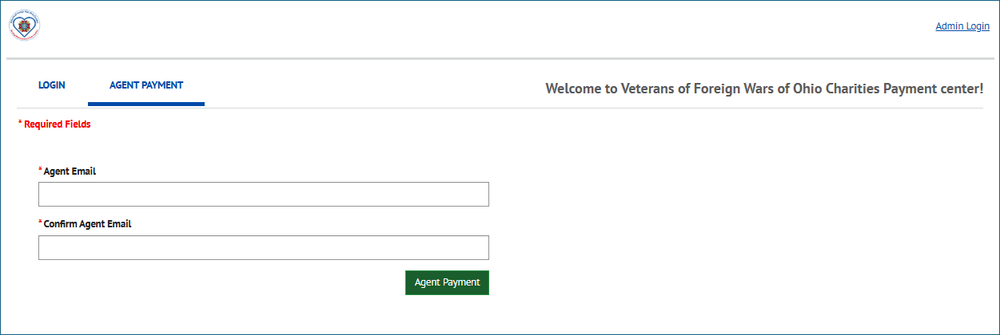 Admin Login
LOGIN
AGENT PAYMENT
Welcome to Veterans of Foreign Wars of Ohio Charities Payment center!
* Required Fields
* Agent Email
* Confirm Agent Email
Agent Payment